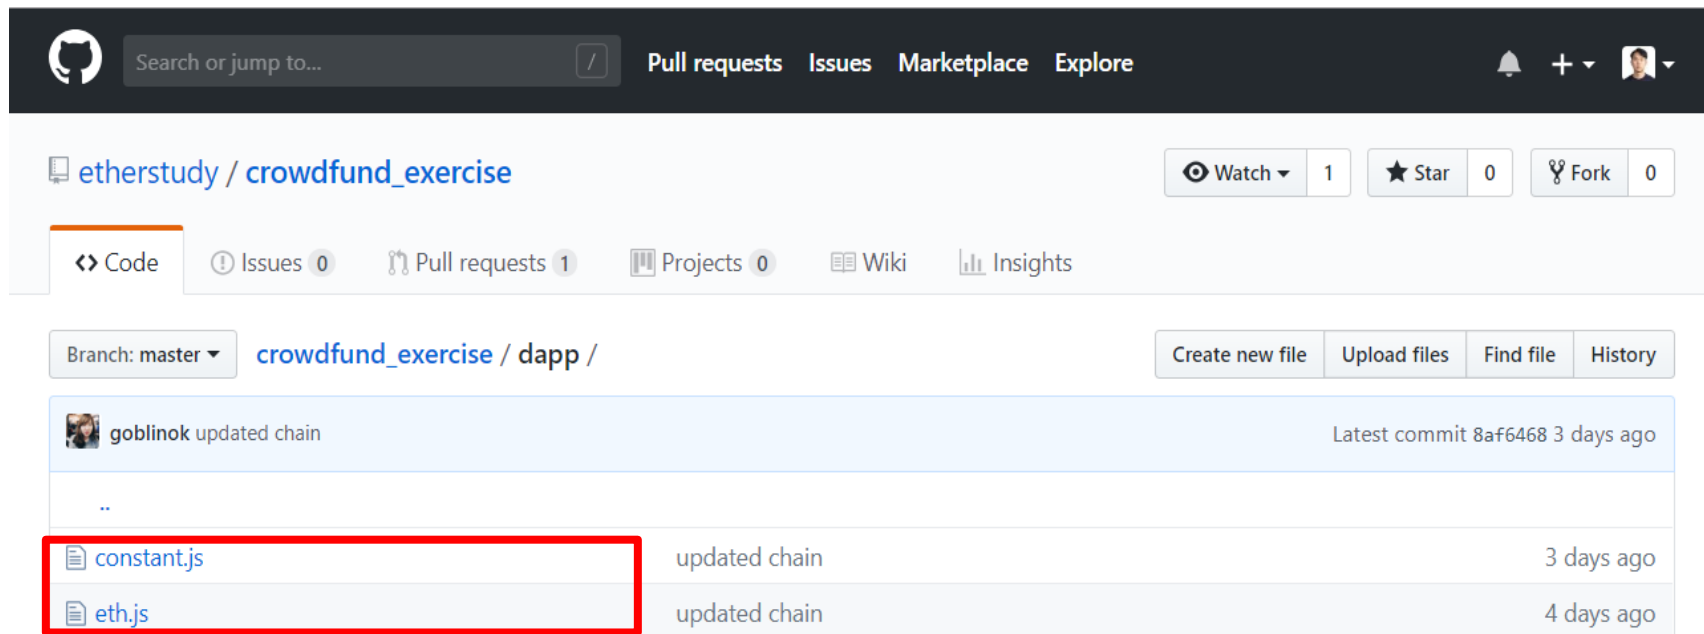 Search or jump to... / Pull requests Issues Marketplace Explore
etherstudy / crowdfund_exercise Watch 1 Star 0 Fork 0
Code Issues 0 Pull requests 1 Projects 0 Wiki Insights
Branch: master crowdfund_exercise / dapp / Create new file Upload files Find file History
goblinok updated chain Latest commit 8af6468 3 days ago
..
constant.js updated chain 3 days ago
eth.js updated chain 4 days ago